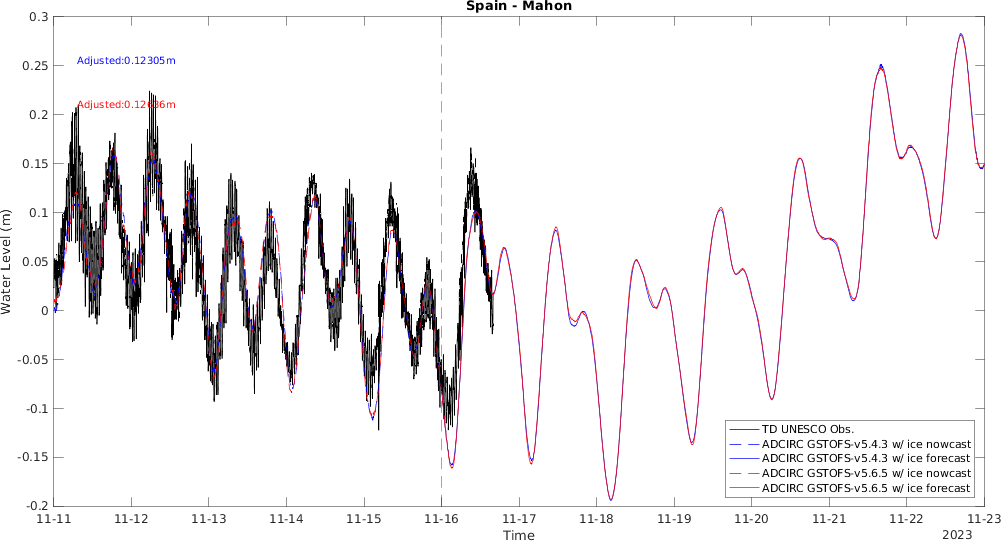 Spain - Mahon
0.3
0.25
0.2
0.15
0.1
0.05
0
-0.05
-0.1
-0.15
-0.2
Water Level (m)
Adjusted:0.12305m
Adjusted:0.12636m
TD UNESCO Obs.
ADCIRC GSTOFS-v5.4.3 w/ ice nowcast
ADCIRC GSTOFS-v5.4.3 w/ ice forecast
ADCIRC GSTOFS-v5.6.5 w/ ice nowcast
ADCIRC GSTOFS-v5.6.5 w/ ice forecast
11-11 11-12 11-13 11-14 11-15 11-16 11-17 11-18 11-19 11-20 11-21 11-22 11-23
Time
2023